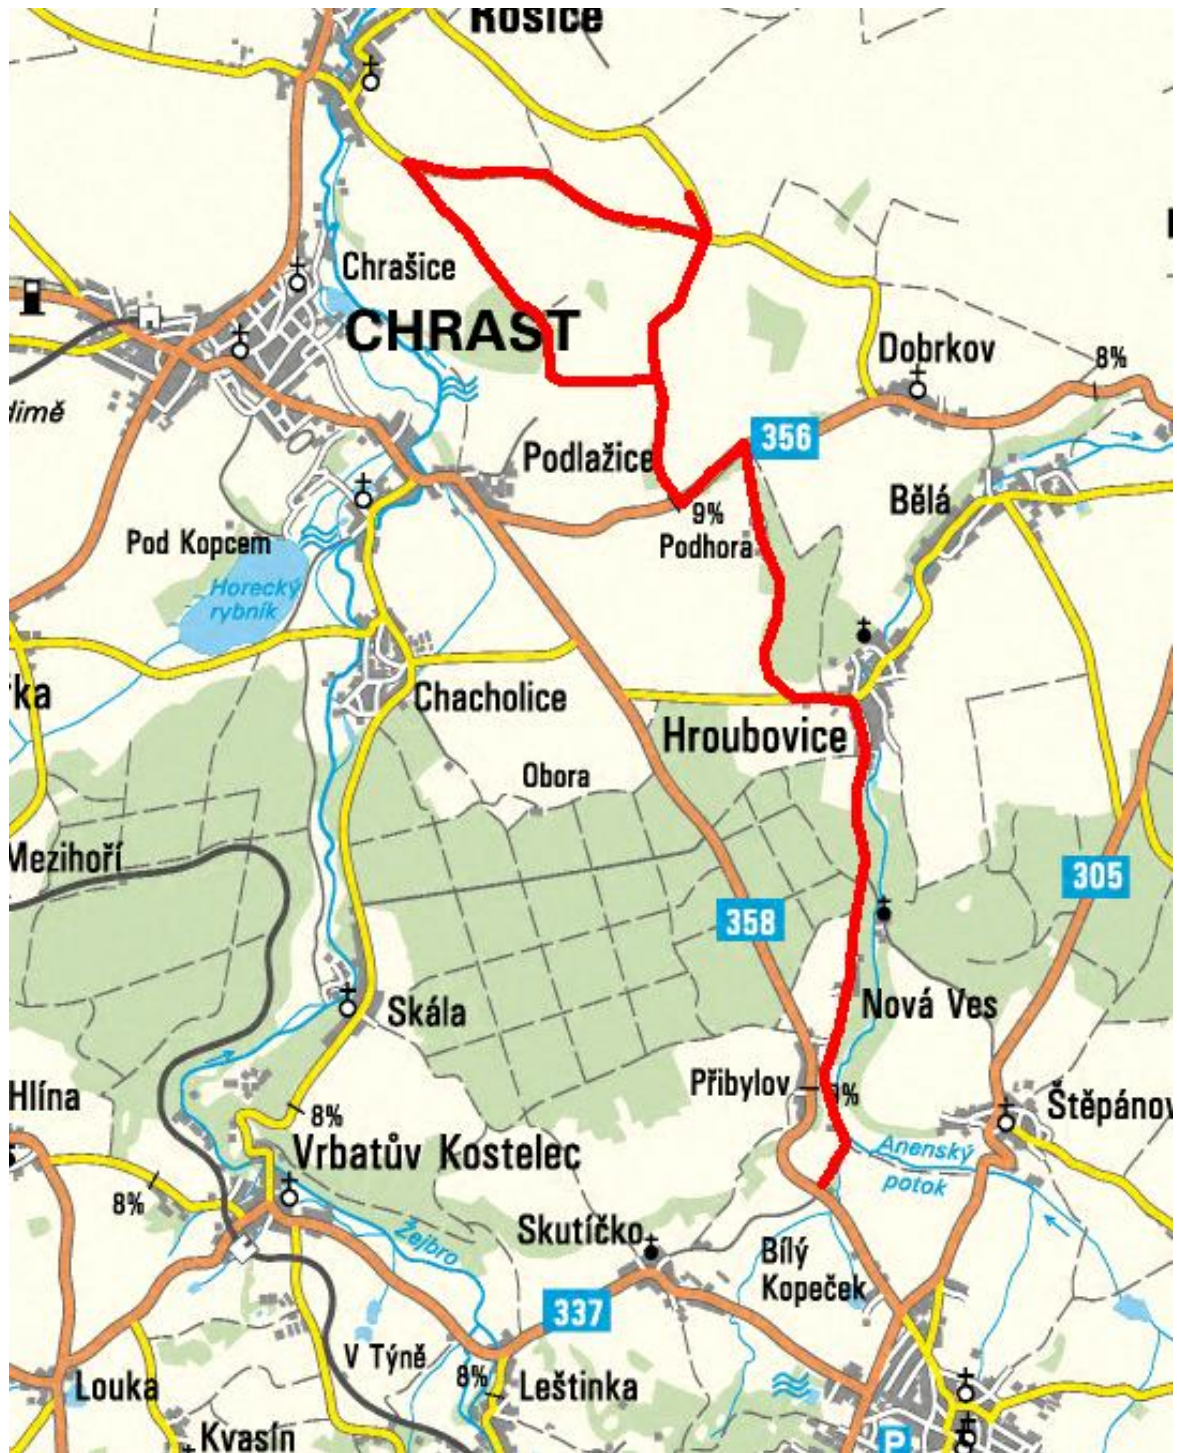 Rosice
Chrašice
CHRAST
Dobrkov
8%
dimě
356
Podlažice
Bělá
9%
Podhora
Pod Kopcem
Horecký
rybník
rka
Chacholice
Hroubovice
Obora
Mezihoří
305
358
Skála
Nová Ves
Přibylov
%
Hlína
Štěpánov
8%
Vrbatův Kostelec
Anenský
potok
8%
Žejbro
Skutíčko
Bílý
Kopeček
337
V Týně
8%
Louka
Leštinka
Kvasín
P